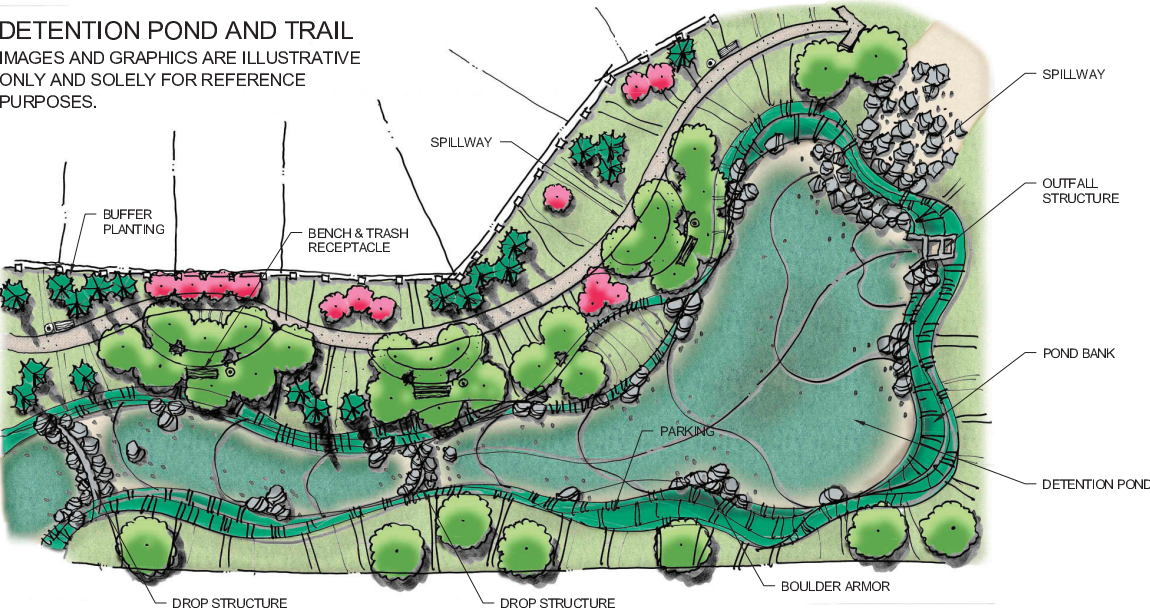 DETENTION POND AND TRAIL
IMAGES AND GRAPHICS ARE ILLUSTRATIVE
ONLY AND SOLELY FOR REFERENCE
PURPOSES.
SPILLWAY
SPILLWAY
OUTFALL
STRUCTURE
BUFFER
PLANTING
BENCH & TRASH
RECEPTACLE
POND BANK
PARKING
DETENTION POND
BOULDER ARMOR
DROP STRUCTURE
DROP STRUCTURE